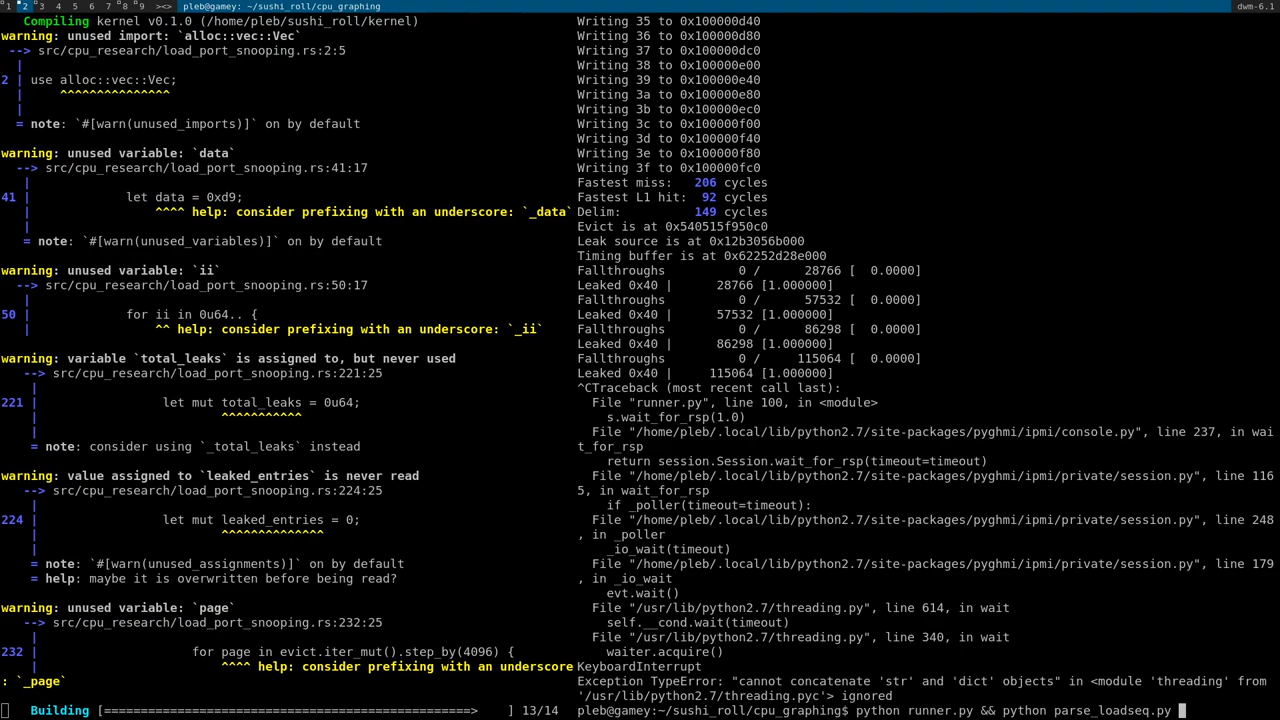 1 2 3 4 5 6 7 8 9 ><> pleb@gamey: ~/sushi_roll/cpu_graphing dwm-6.1
Compiling kernel v0.1.0 (/home/pleb/sushi_roll/kernel)
warning: unused import: `alloc::vec::Vec`
--> src/cpu_research/load_port_snooping.rs:2:5
|
2 | use alloc::vec::Vec;
| ^^^^^^^^^^^^^^^
|
= note: `#[warn(unused_imports)]` on by default
warning: unused variable: `data`
--> src/cpu_research/load_port_snooping.rs:41:17
|
41 | let data = 0xd9;
| ^^^^ help: consider prefixing with an underscore: `_data`
|
= note: `#[warn(unused_variables)]` on by default
warning: unused variable: `ii`
--> src/cpu_research/load_port_snooping.rs:50:17
|
50 | for ii in 0u64.. {
| ^^ help: consider prefixing with an underscore: `_ii`
warning: variable `total_leaks` is assigned to, but never used
--> src/cpu_research/load_port_snooping.rs:221:25
|
221 | let mut total_leaks = 0u64;
| ^^^^^^^^^^^
|
= note: consider using `_total_leaks` instead
warning: value assigned to `leaked_entries` is never read
--> src/cpu_research/load_port_snooping.rs:224:25
|
224 | let mut leaked_entries = 0;
| ^^^^^^^^^^^^^^
|
= note: `#[warn(unused_assignments)]` on by default
= help: maybe it is overwritten before being read?
warning: unused variable: `page`
--> src/cpu_research/load_port_snooping.rs:232:25
|
232 | for page in evict.iter_mut().step_by(4096) {
| ^^^^ help: consider prefixing with an underscore
: `_page`
Building [==================================================> ] 13/14
Writing 35 to 0x100000d40
Writing 36 to 0x100000d80
Writing 37 to 0x100000dc0
Writing 38 to 0x100000e00
Writing 39 to 0x100000e40
Writing 3a to 0x100000e80
Writing 3b to 0x100000ec0
Writing 3c to 0x100000f00
Writing 3d to 0x100000f40
Writing 3e to 0x100000f80
Writing 3f to 0x100000fc0
Fastest miss: 206 cycles
Fastest L1 hit: 92 cycles
Delim: 149 cycles
Evict is at 0x540515f950c0
Leak source is at 0x12b3056b000
Timing buffer is at 0x62252d28e000
Fallthroughs 0 / 28766 [ 0.0000]
Leaked 0x40 | 28766 [1.000000]
Fallthroughs 0 / 57532 [ 0.0000]
Leaked 0x40 | 57532 [1.000000]
Fallthroughs 0 / 86298 [ 0.0000]
Leaked 0x40 | 86298 [1.000000]
Fallthroughs 0 / 115064 [ 0.0000]
Leaked 0x40 | 115064 [1.000000]
^CTraceback (most recent call last):
File "runner.py", line 100, in <module>
s.wait_for_rsp(1.0)
File "/home/pleb/.local/lib/python2.7/site-packages/pyghmi/ipmi/console.py", line 237, in wai
t_for_rsp
return session.Session.wait_for_rsp(timeout=timeout)
File "/home/pleb/.local/lib/python2.7/site-packages/pyghmi/ipmi/private/session.py", line 116
5, in wait_for_rsp
if _poller(timeout=timeout):
File "/home/pleb/.local/lib/python2.7/site-packages/pyghmi/ipmi/private/session.py", line 248
, in _poller
_io_wait(timeout)
File "/home/pleb/.local/lib/python2.7/site-packages/pyghmi/ipmi/private/session.py", line 179
, in _io_wait
evt.wait()
File "/usr/lib/python2.7/threading.py", line 614, in wait
self.__cond.wait(timeout)
File "/usr/lib/python2.7/threading.py", line 340, in wait
waiter.acquire()
KeyboardInterrupt
Exception TypeError: "cannot concatenate 'str' and 'dict' objects" in <module 'threading' from
'/usr/lib/python2.7/threading.pyc'> ignored
pleb@gamey:~/sushi_roll/cpu_graphing$ python runner.py && python parse_loadseq.py